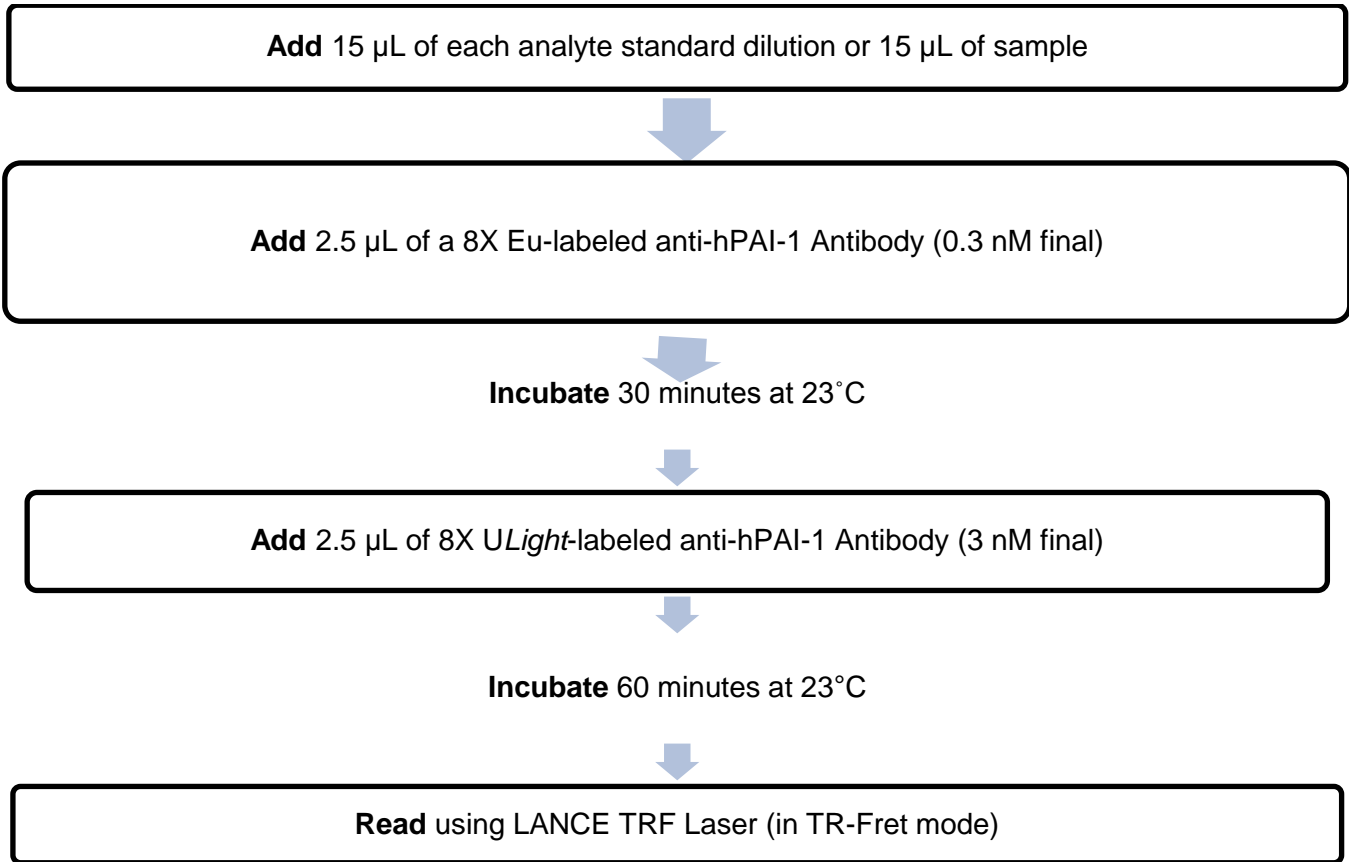 Add 15 µL of each analyte standard dilution or 15 µL of sample
Add 2.5 µL of a 8X Eu-labeled anti-hPAI-1 Antibody (0.3 nM final)
Incubate 30 minutes at 23˚C
Add 2.5 µL of 8X ULight-labeled anti-hPAI-1 Antibody (3 nM final)
Incubate 60 minutes at 23°C
Read using LANCE TRF Laser (in TR-Fret mode)